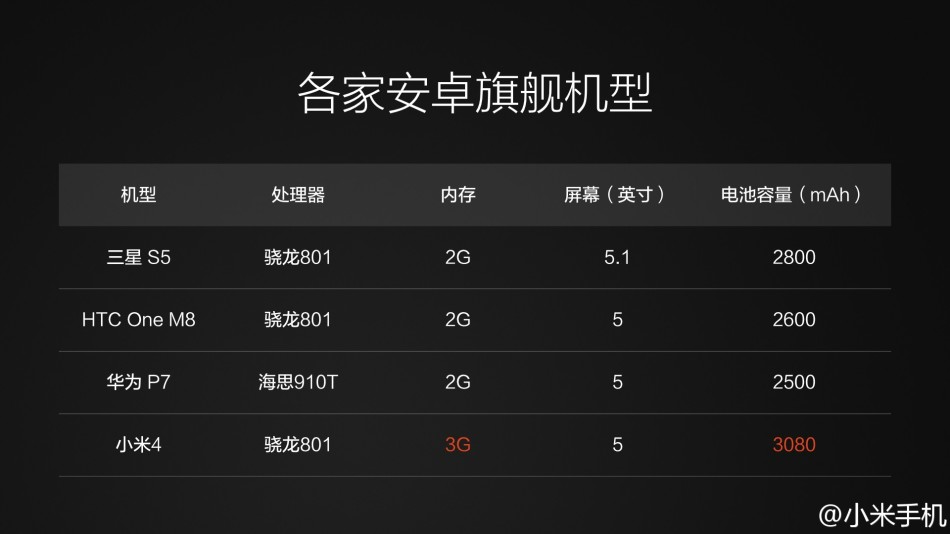 各家安卓旗舰机型
机型 处理器 内存 屏幕（英寸） 电池容量（mAh）
三星 S5 骁龙801 2G 5.1 2800
HTC One M8 骁龙801 2G 5 2600
华为 P7 海思910T 2G 5 2500
小米4 骁龙801 3G 5 3080
@小米手机